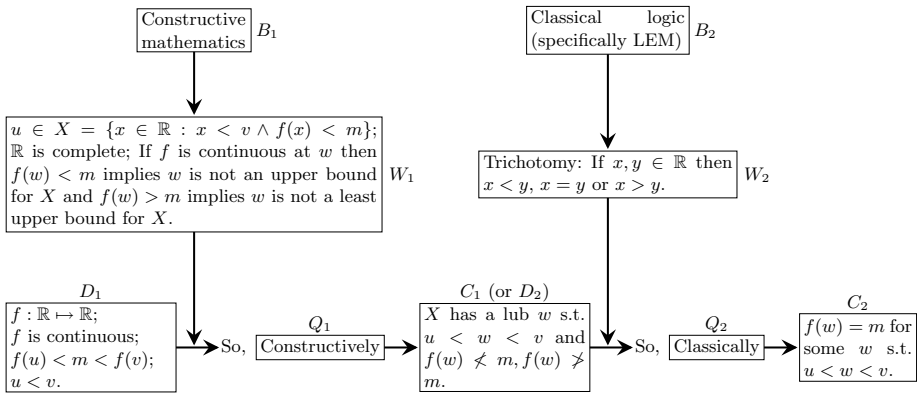 Constructive
mathematics
B₁
Classical logic
(specifically LEM)
B₂
u ∈ X = {x ∈ ℝ : x < v ∧ f(x) < m};
ℝ is complete; If f is continuous at w then
f(w) < m implies w is not an upper bound
for X and f(w) > m implies w is not a least
upper bound for X.
W₁
Trichotomy: If x, y ∈ ℝ then
x < y, x = y or x > y.
W₂
D₁
f : ℝ ↦ ℝ;
f is continuous;
f(u) < m < f(v);
u < v.
So,
Q₁
Constructively
C₁ (or D₂)
X has a lub w s.t.
u < w < v and
f(w) ≮ m, f(w) ≯
m.
So,
Q₂
Classically
C₂
f(w) = m for
some w s.t.
u < w < v.